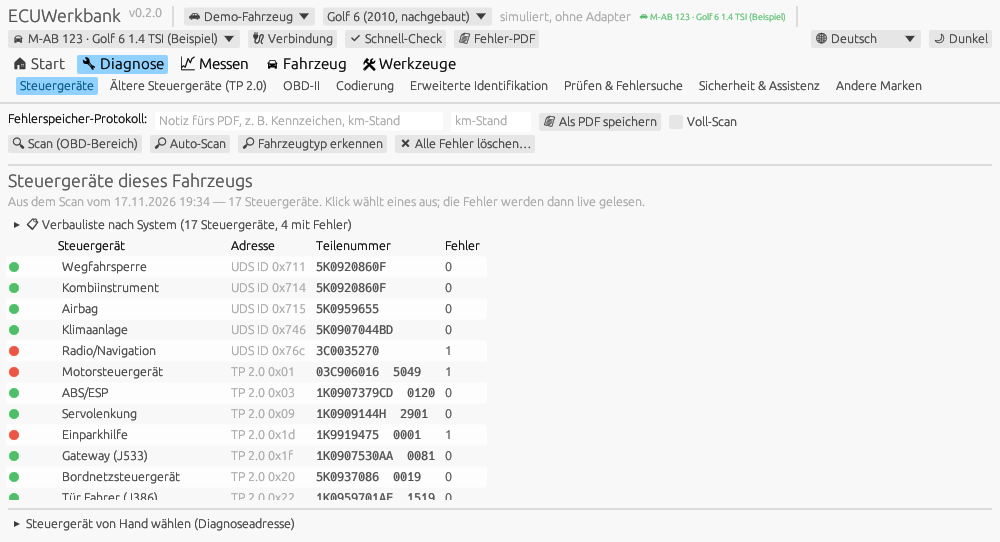 ECUWerkbank v0.2.0 Demo-Fahrzeug Golf 6 (2010, nachgebaut) simuliert, ohne Adapter M-AB 123 · Golf 6 1.4 TSI (Beispiel)
M-AB 123 · Golf 6 1.4 TSI (Beispiel) Verbindung Schnell-Check Fehler-PDF Deutsch Dunkel
Start Diagnose Messen Fahrzeug Werkzeuge
Steuergeräte Ältere Steuergeräte (TP 2.0) OBD-II Codierung Erweiterte Identifikation Prüfen & Fehlersuche Sicherheit & Assistenz Andere Marken
Fehlerspeicher-Protokoll: Notiz fürs PDF, z. B. Kennzeichen, km-Stand km-Stand Als PDF speichern Voll-Scan
Scan (OBD-Bereich) Auto-Scan Fahrzeugtyp erkennen Alle Fehler löschen...
Steuergeräte dieses Fahrzeugs
Aus dem Scan vom 17.11.2026 19:34 — 17 Steuergeräte. Klick wählt eines aus; die Fehler werden dann live gelesen.
Verbauliste nach System (17 Steuergeräte, 4 mit Fehler)
Steuergerät Adresse Teilenummer Fehler
Wegfahrsperre UDS ID 0x711 5K0920860F 0
Kombiinstrument UDS ID 0x714 5K0920860F 0
Airbag UDS ID 0x715 5K0959655 0
Klimaanlage UDS ID 0x746 5K0907044BD 0
Radio/Navigation UDS ID 0x76c 3C0035270 1
Motorsteuergerät TP 2.0 0x01 03C906016 5049 1
ABS/ESP TP 2.0 0x03 1K0907379CD 0120 0
Servolenkung TP 2.0 0x09 1K0909144H 2901 0
Einparkhilfe TP 2.0 0x1d 1K9919475 0001 1
Gateway (J533) TP 2.0 0x1f 1K0907530AA 0081 0
Bordnetzsteuergerät TP 2.0 0x20 5K0937086 0019 0
Tür Fahrer (J386) TP 2.0 0x22 1K0959701AE 1519 0
Steuergerät von Hand wählen (Diagnoseadresse)